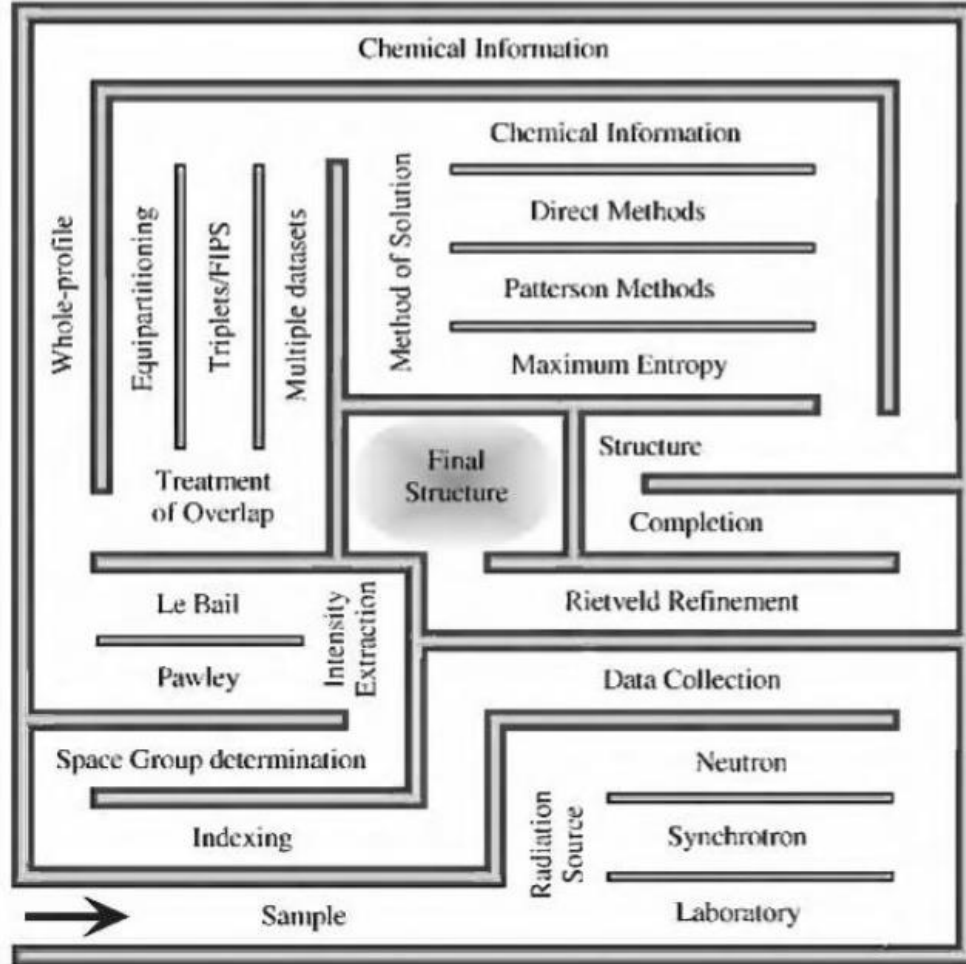 Chemical Information
Chemical Information
Whole-profile
Equipartitioning
Triplets/FIPS
Multiple datasets
Method of Solution
Direct Methods
Patterson Methods
Maximum Entropy
Final
Structure
Structure
Treatment
of Overlap
Completion
Le Bail
Intensity
Extraction
Rietveld Refinement
Pawley
Data Collection
Space Group determination
Neutron
Indexing
Radiation
Source
Synchrotron
Sample
Laboratory